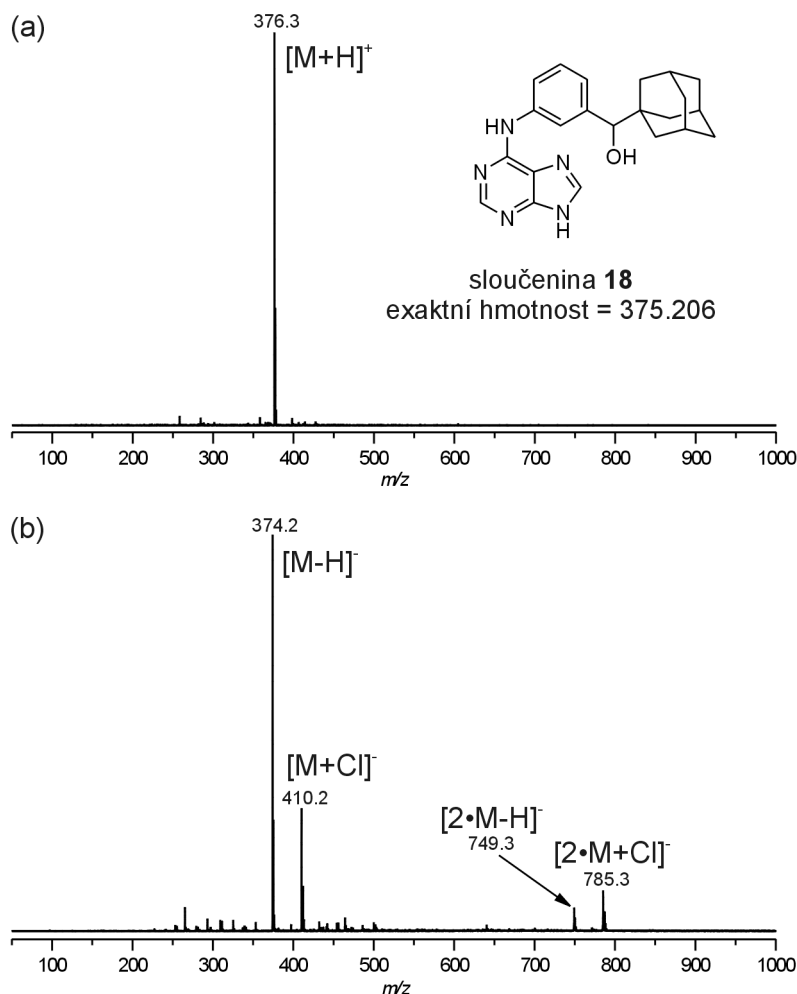 (a)
376.3
[M+H]+
HN
OH
N
N
N
N
H
sloučenina 18
exaktní hmotnost = 375.206
100 200 300 400 500 600 700 800 900 1000
m/z
(b)
374.2
[M-H]-
[M+Cl]-
410.2
[2•M-H]-
749.3
[2•M+Cl]-
785.3
100 200 300 400 500 600 700 800 900 1000
m/z